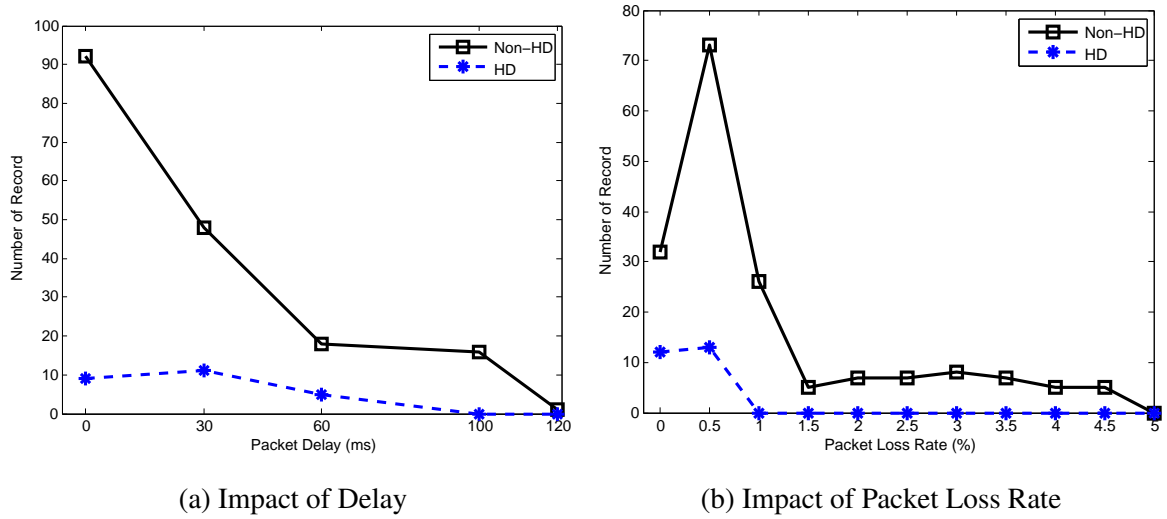 100
90
80
70
60
50
40
30
20
10
0
Number of Record
Non-HD
HD
0 30 60 100 120
Packet Delay (ms)
(a) Impact of Delay
80
70
60
50
40
30
20
10
0
Number of Record
Non-HD
HD
0 0.5 1 1.5 2 2.5 3 3.5 4 4.5 5
Packet Loss Rate (%)
(b) Impact of Packet Loss Rate